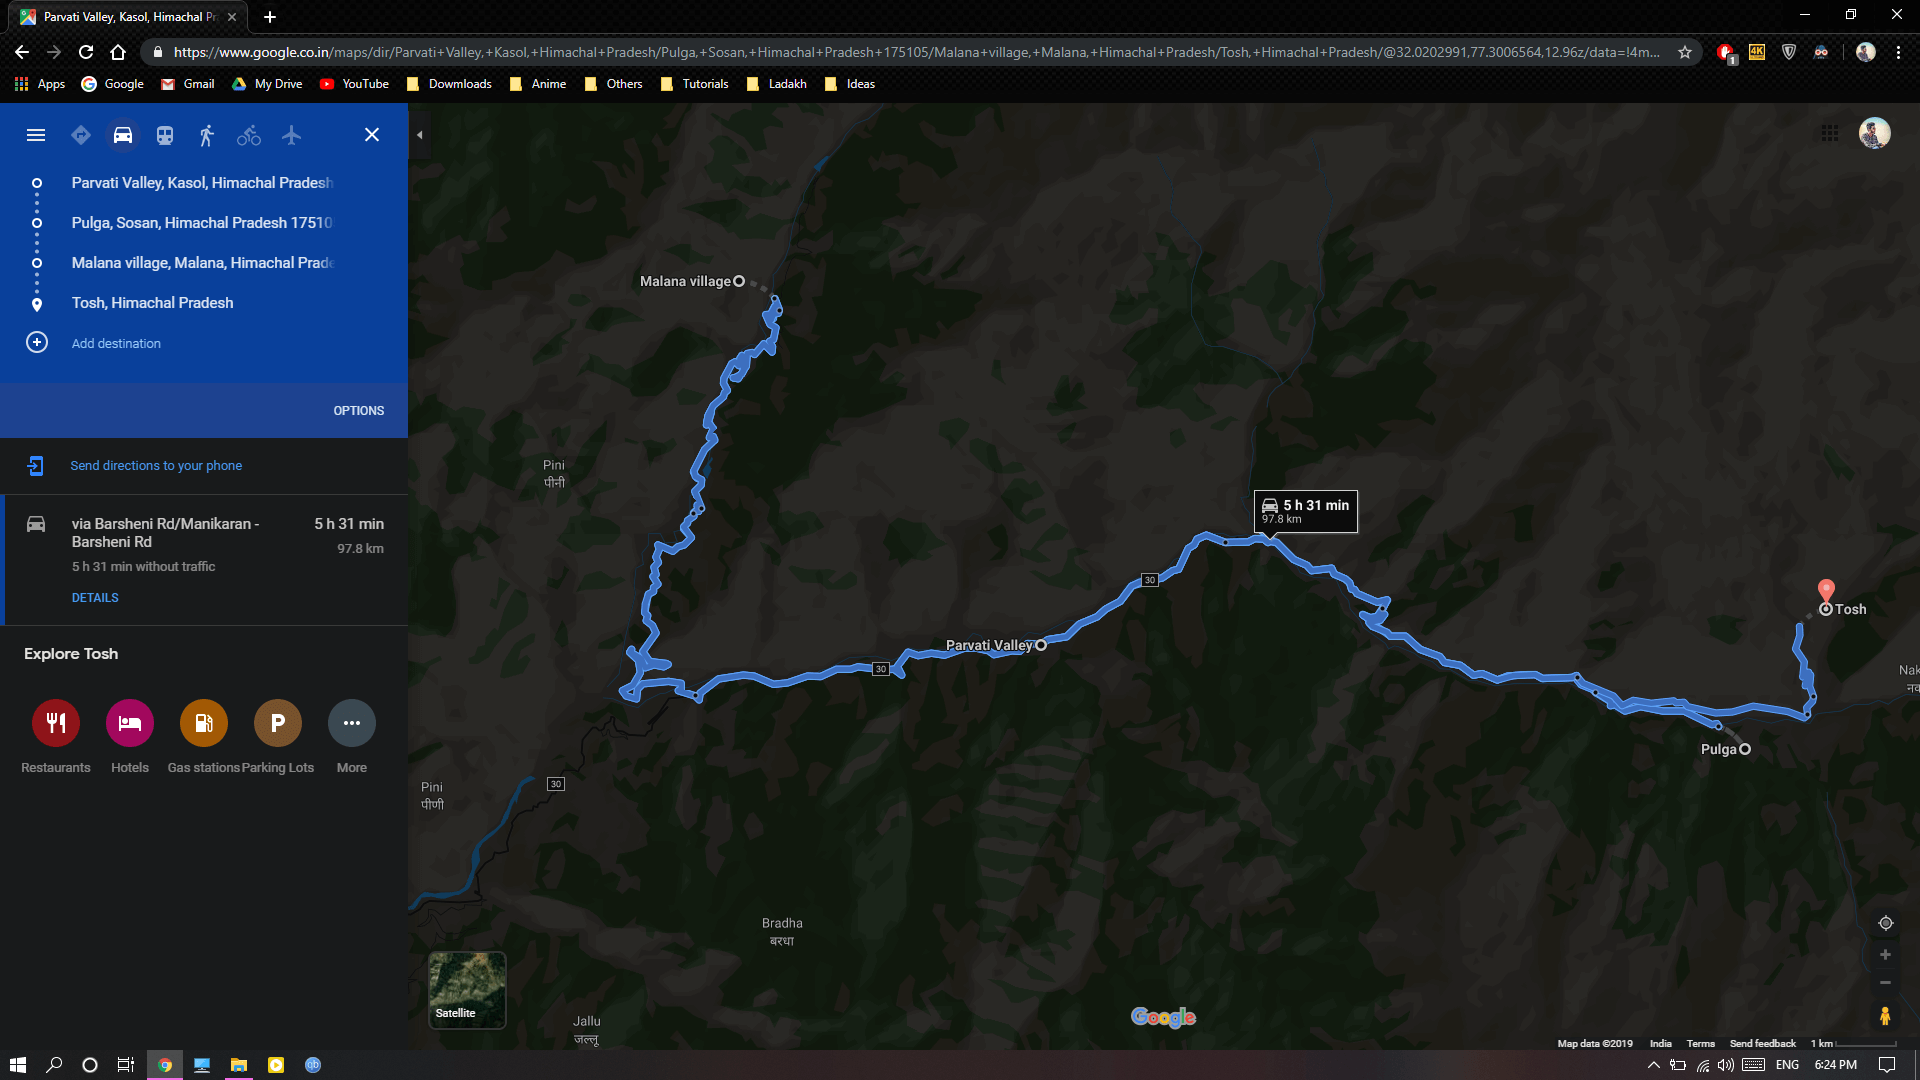 Parvati Valley, Kasol, Himachal Pr
https://www.google.co.in/maps/dir/Parvati+Valley,+Kasol,+Himachal+Pradesh/Pulga,+Sosan,+Himachal+Pradesh+175105/Malana+village,+Malana,+Himachal+Pradesh/Tosh,+Himachal+Pradesh/@32.0202991,77.3006564,12.96z/data=!4m...
1
4K
Apps
Google
Gmail
My Drive
YouTube
Downloads
Anime
Others
Tutorials
Ladakh
Ideas
Parvati Valley, Kasol, Himachal Pradesh
Pulga, Sosan, Himachal Pradesh 17510
Malana village, Malana, Himachal Prade
Tosh, Himachal Pradesh
Add destination
OPTIONS
Send directions to your phone
via Barsheni Rd/Manikaran -
Barsheni Rd
5 h 31 min
97.8 km
5 h 31 min without traffic
DETAILS
Explore Tosh
P
Restaurants
Hotels
Gas stations
Parking Lots
More
Malana village
Pini
पीनी
5 h 31 min
97.8 km
30
Parvati Valley
30
Tosh
Nak
नक
Pulga
Pini
पीणी
30
Bradha
बरधा
Satellite
Jallu
जल्लू
Google
Map data ©2019
India
Terms
Send feedback
1 km
qb
ENG
6:24 PM